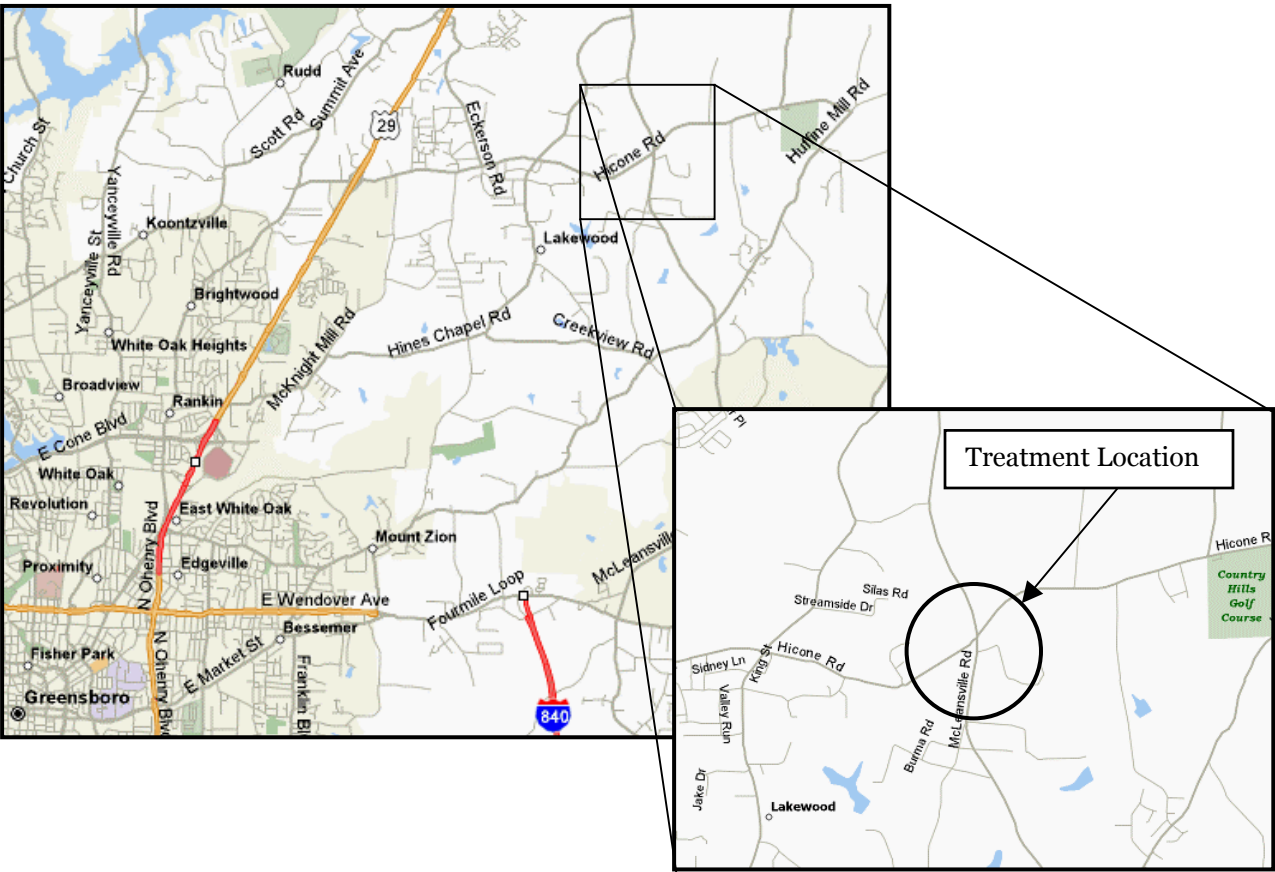 Rudd
Summit Ave
Scott Rd
29
Eckerson Rd
Hicone Rd
Huffine Mill Rd
Church St
Yanceyville Rd
Yanceyville St
Koontzville
Lakewood
Brightwood
White Oak Heights
Hines Chapel Rd
Creekview Rd
McKnight Mill Rd
Broadview
Rankin
E Cone Blvd
White Oak
Revolution
East White Oak
N Ohenry Blvd
Mount Zion
Proximity
Edgeville
McLeansville
E Wendover Ave
Fourmile Loop
Bessemer
Fisher Park
E Market St
N Ohenry Blvd
Franklin Bl
Greensboro
840
Pl
Treatment Location
Hicone R
Country
Hills
Golf
Course
Silas Rd
Streamside Dr
Sidney Ln
King St
Hicone Rd
McLeansville Rd
Valley Run
Burma Rd
Jake Dr
Lakewood